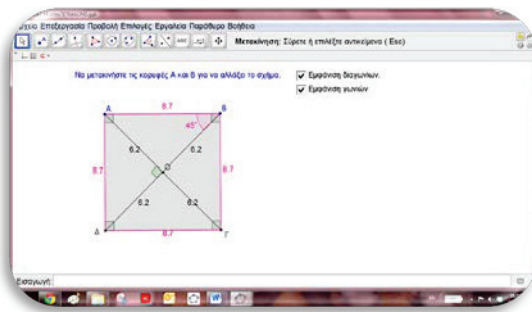 Επεξεργασία Προβολή Επιλογές Εργαλεία Παράθυρο Βοήθεια
ABC
Μετακίνηση: Σύρετε ή επιλέξτε αντικείμενο ( Esc)
Να μετακινήστε τις κορυφές Α και Β για να αλλάξει το σχήμα.
Εμφάνιση διαγωνίων.
Εμφάνιση γωνιών
Α 8.7 Β
45°
6.2 6.2
8.7 Ο 8.7
6.2 6.2
Δ 8.7 Γ
Εισαγωγή: